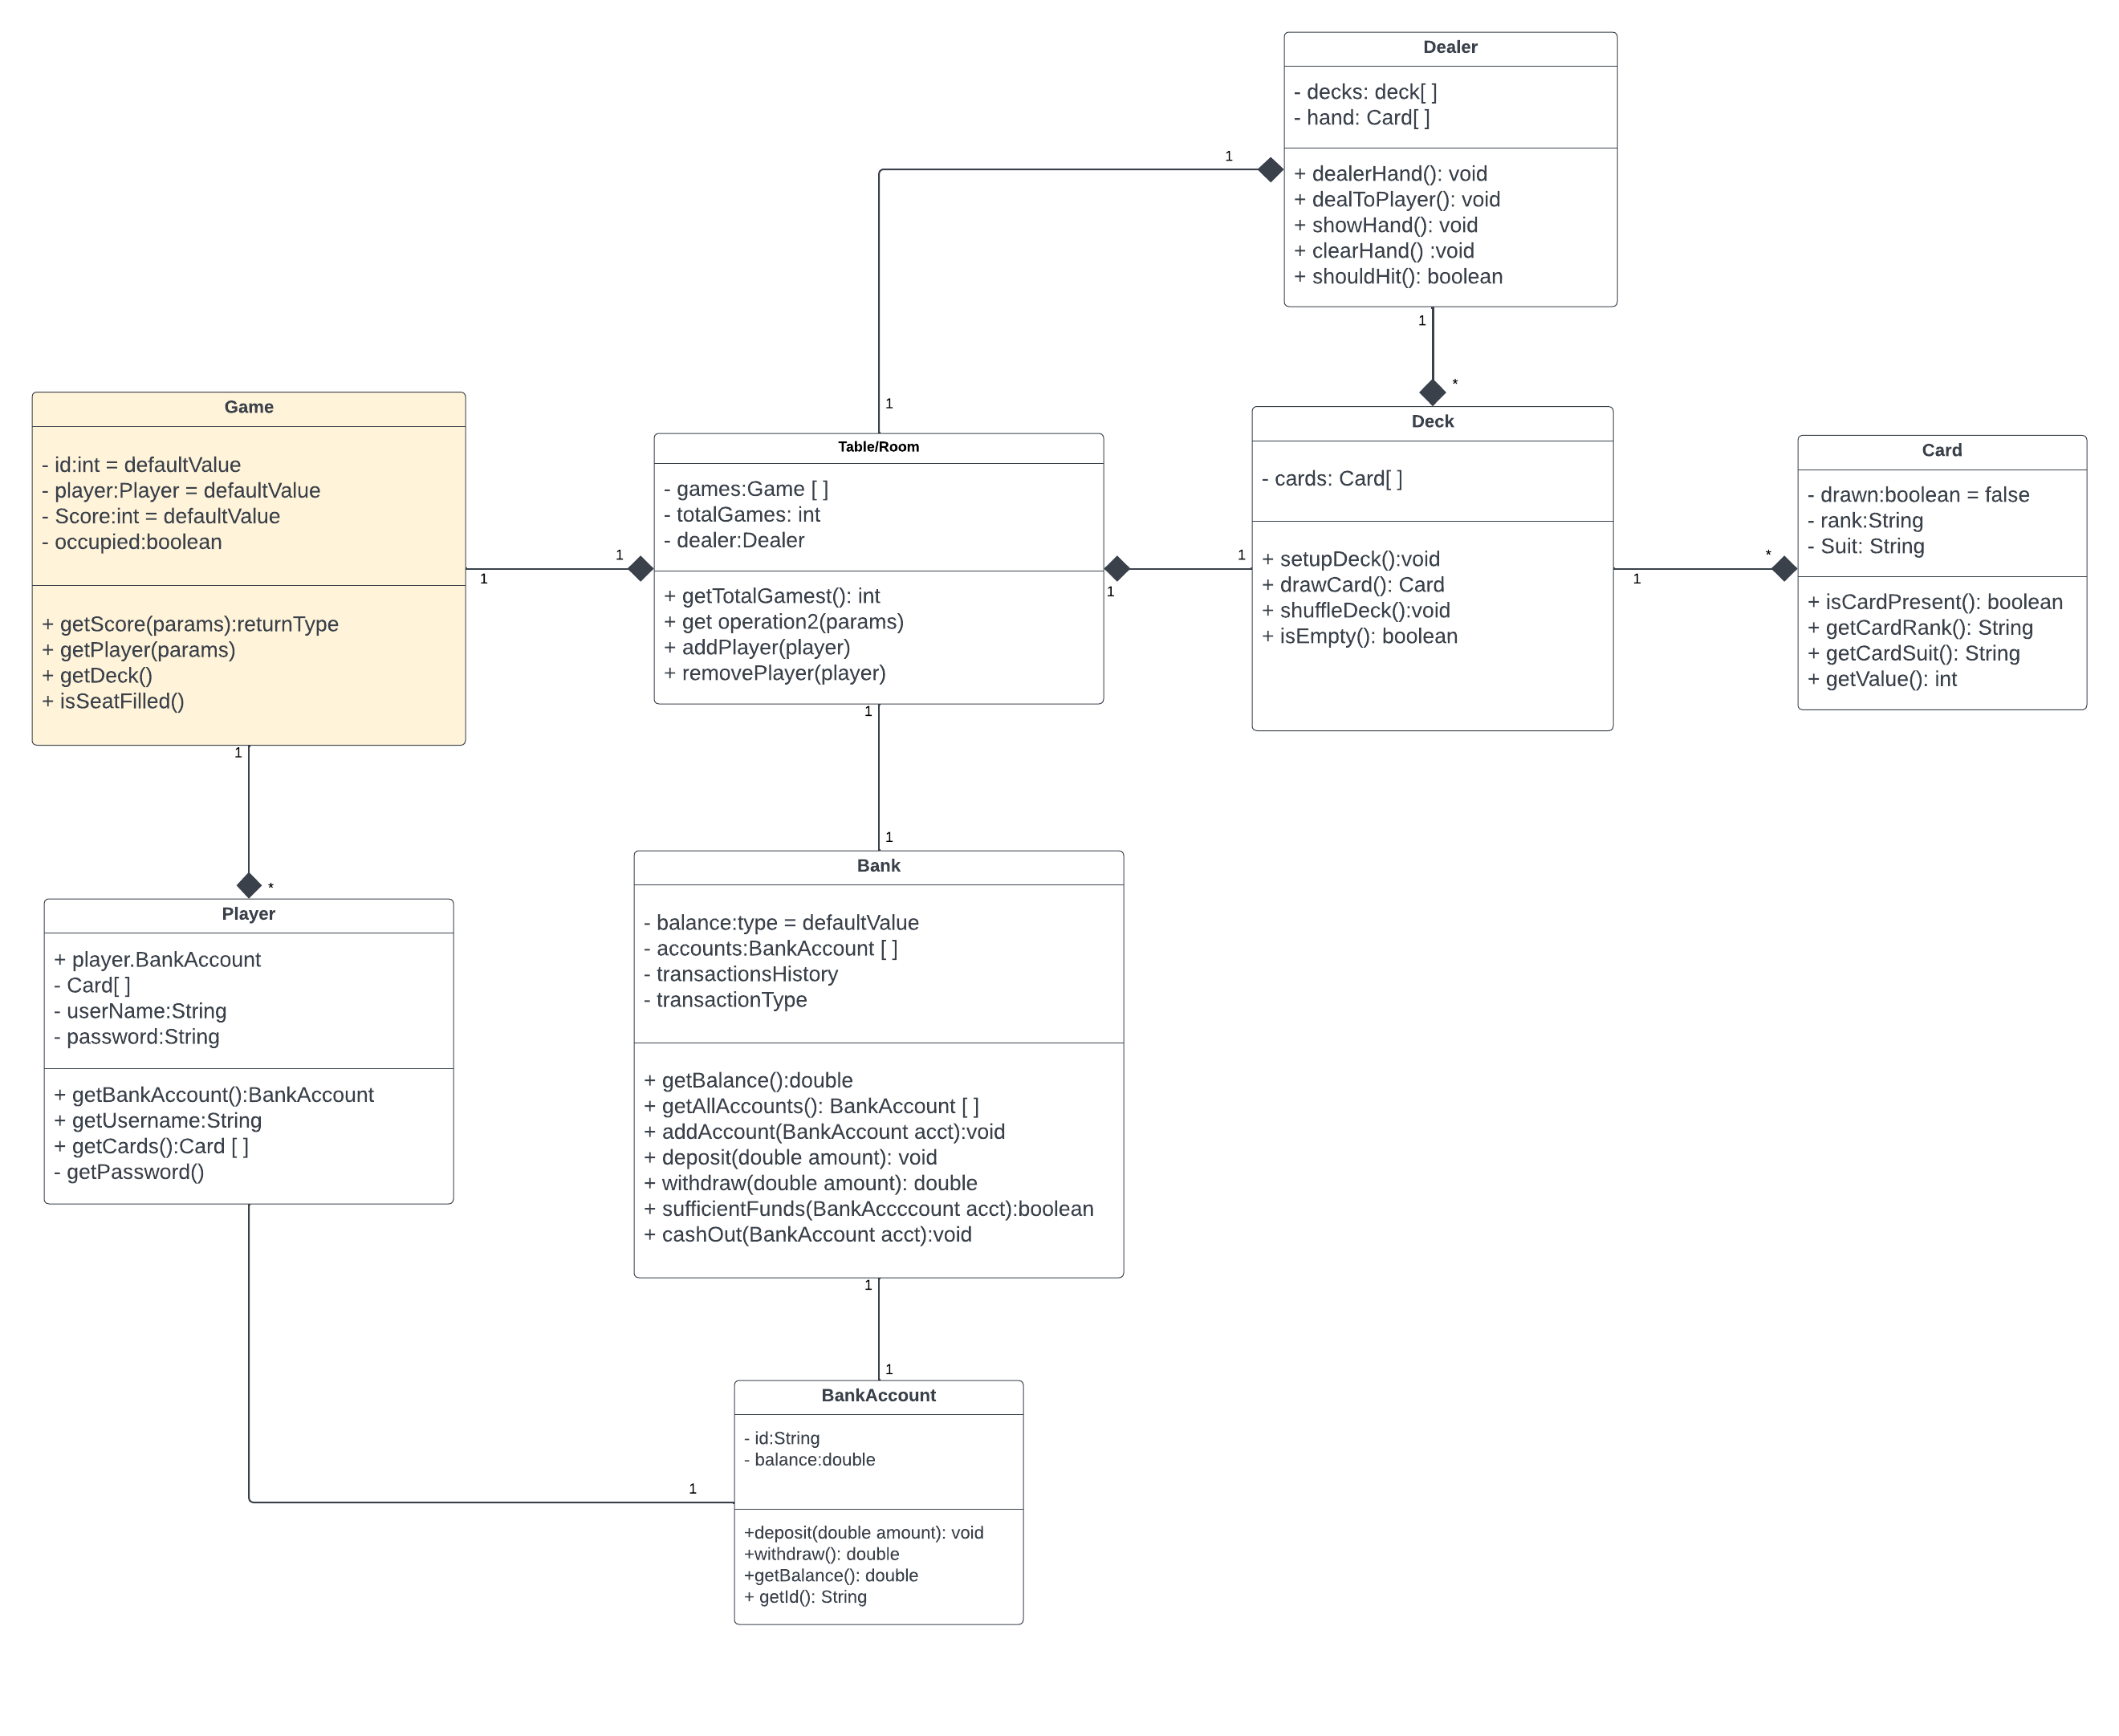 Dealer
- decks: deck[ ]
- hand: Card[ ]
+ dealerHand(): void
+ dealToPlayer(): void
+ showHand(): void
+ clearHand() :void
+ shouldHit(): boolean
1
1
1
*
Game
- id:int = defaultValue
- player:Player = defaultValue
- Score:int = defaultValue
- occupied:boolean
+ getScore(params):returnType
+ getPlayer(params)
+ getDeck()
+ isSeatFilled()
1
1
Table/Room
- games:Game [ ]
- totalGames: int
- dealer:Dealer
+ getTotalGamest(): int
+ get operation2(params)
+ addPlayer(player)
+ removePlayer(player)
1
1
Deck
- cards: Card[ ]
+ setupDeck():void
+ drawCard(): Card
+ shuffleDeck():void
+ isEmpty(): boolean
1
*
Card
- drawn:boolean = false
- rank:String
- Suit: String
+ isCardPresent(): boolean
+ getCardRank(): String
+ getCardSuit(): String
+ getValue(): int
1
*
1
1
Player
+ player.BankAccount
- Card[ ]
- userName:String
- password:String
+ getBankAccount():BankAccount
+ getUsername:String
+ getCards():Card [ ]
- getPassword()
Bank
- balance:type = defaultValue
- accounts:BankAccount [ ]
- transactionsHistory
- transactionType
+ getBalance():double
+ getAllAccounts(): BankAccount [ ]
+ addAccount(BankAccount acct):void
+ deposit(double amount): void
+ withdraw(double amount): double
+ sufficientFunds(BankAccccount acct):boolean
+ cashOut(BankAccount acct):void
1
1
1
BankAccount
- id:String
- balance:double
+deposit(double amount): void
+withdraw(): double
+getBalance(): double
+ getId(): String